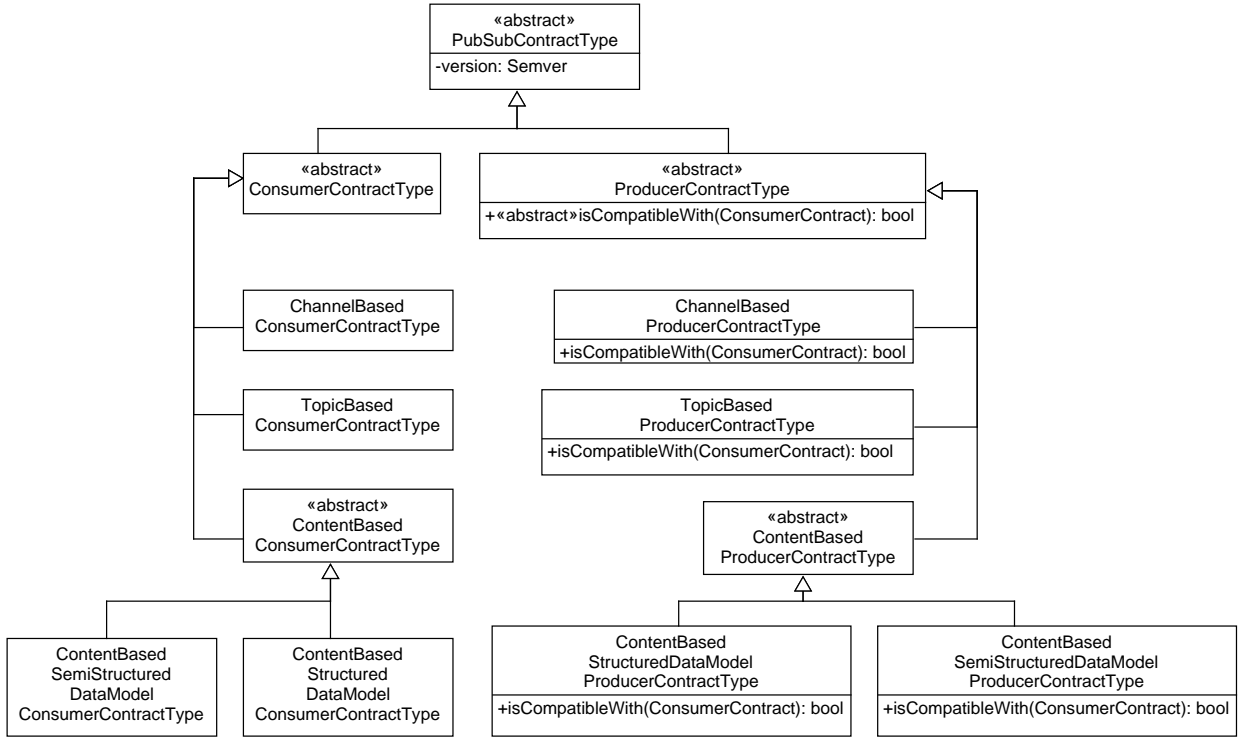 «abstract»
PubSubContractType
-version: Semver
«abstract»
ConsumerContractType
«abstract»
ProducerContractType
+«abstract»isCompatibleWith(ConsumerContract): bool
ChannelBased
ConsumerContractType
ChannelBased
ProducerContractType
+isCompatibleWith(ConsumerContract): bool
TopicBased
ConsumerContractType
TopicBased
ProducerContractType
+isCompatibleWith(ConsumerContract): bool
«abstract»
ContentBased
ConsumerContractType
«abstract»
ContentBased
ProducerContractType
ContentBased
SemiStructured
DataModel
ConsumerContractType
ContentBased
Structured
DataModel
ConsumerContractType
ContentBased
StructuredDataModel
ProducerContractType
+isCompatibleWith(ConsumerContract): bool
ContentBased
SemiStructuredDataModel
ProducerContractType
+isCompatibleWith(ConsumerContract): bool